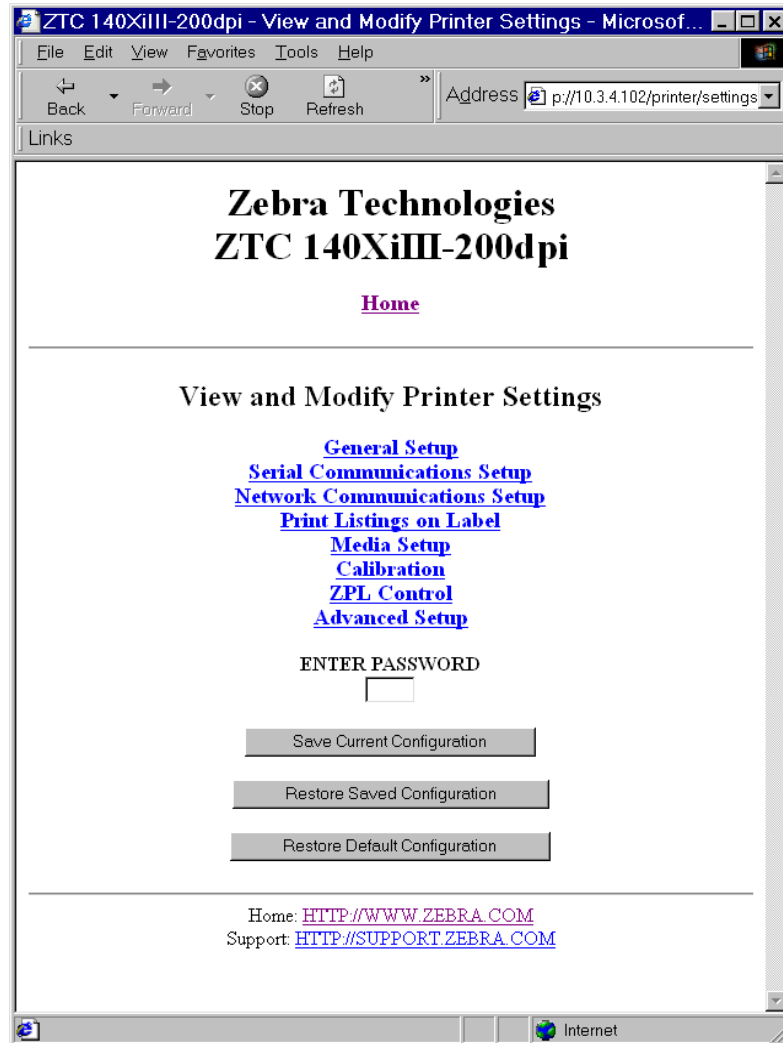 ZTC 140XiIII-200dpi - View and Modify Printer Settings - Microsof...
File Edit View Favorites Tools Help
Back Forward Stop Refresh » Address p://10.3.4.102/printer/settings
Links
Zebra Technologies
ZTC 140XiIII-200dpi
Home
View and Modify Printer Settings
General Setup
Serial Communications Setup
Network Communications Setup
Print Listings on Label
Media Setup
Calibration
ZPL Control
Advanced Setup
ENTER PASSWORD
Save Current Configuration
Restore Saved Configuration
Restore Default Configuration
Home: HTTP://WWW.ZEBRA.COM
Support: HTTP://SUPPORT.ZEBRA.COM
Internet